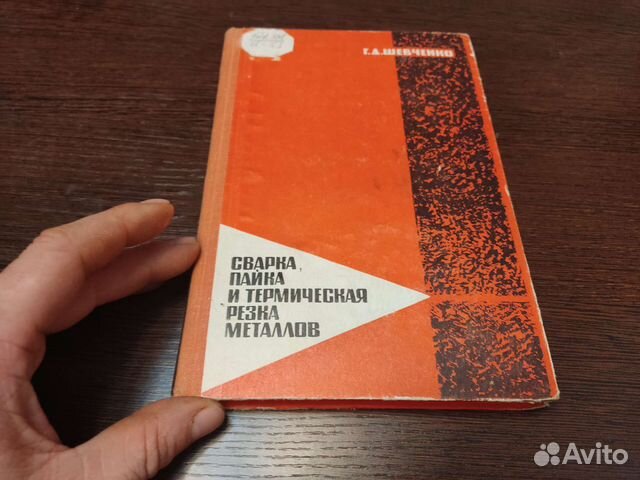 Г.Д. ШЕВЧЕНКО
СВАРКА,
ПАЙКА
И ТЕРМИЧЕСКАЯ
РЕЗКА
МЕТАЛЛОВ
Avito